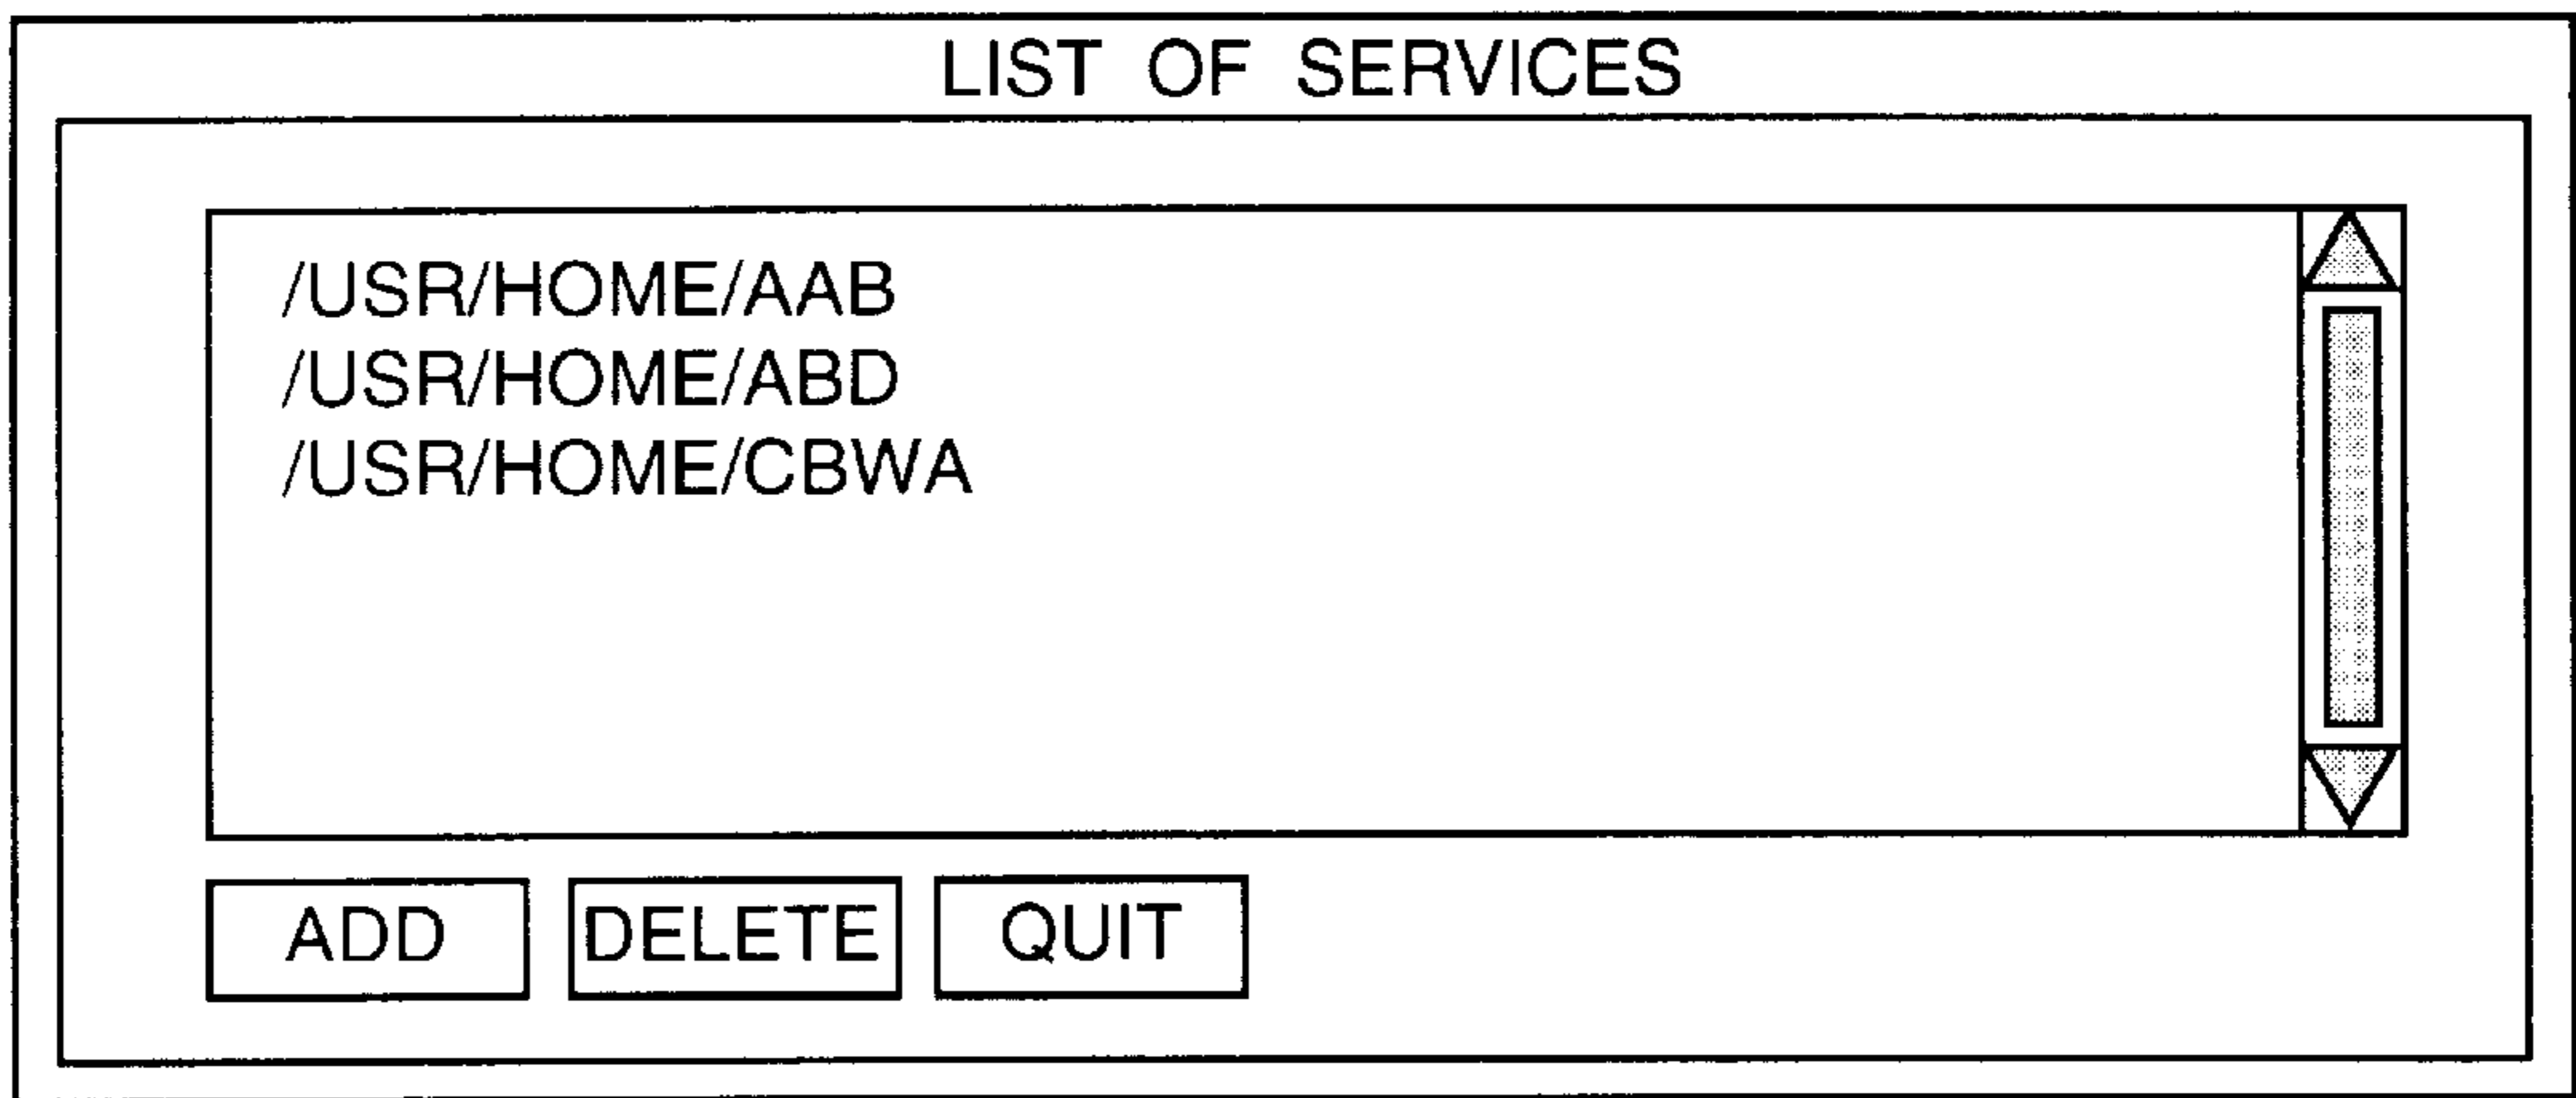 LIST OF SERVICES
/USR/HOME/AAB
/USR/HOME/ABD
/USR/HOME/CBWA
ADD DELETE QUIT